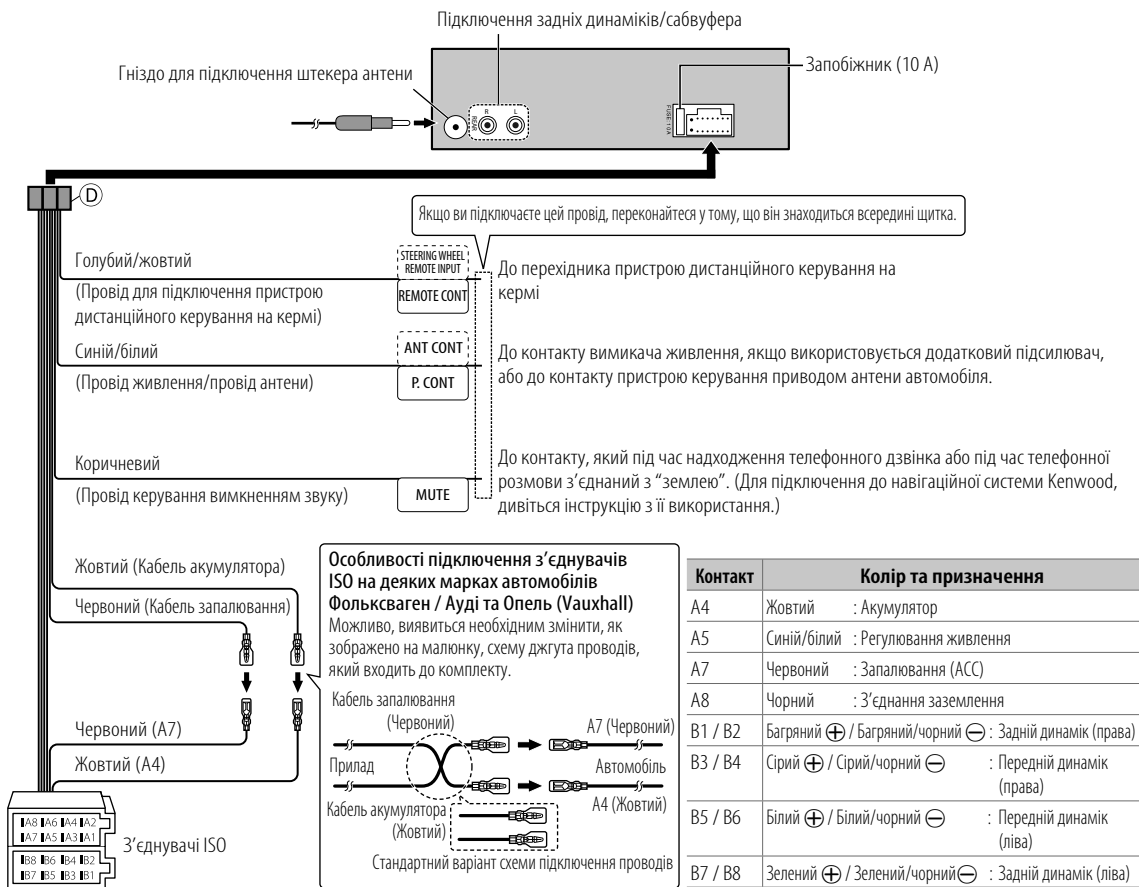 Підключення задніх динаміків/сабвуфера
Гніздо для підключення штекера антени
Запобіжник (10 A)
REAR
R
L
FUSE 10A
D
Якщо ви підключаєте цей провід, переконайтеся у тому, що він знаходиться всередині щитка.
Голубий/жовтий
(Провід для підключення пристрою
дистанційного керування на кермі)
STEERING WHEEL
REMOTE INPUT
REMOTE CONT
До перехідника пристрою дистанційного керування на
кермі
Синій/білий
(Провід живлення/провід антени)
ANT CONT
P. CONT
До контакту вимикача живлення, якщо використовується додатковий підсилювач,
або до контакту пристрою керування приводом антени автомобіля.
Коричневий
(Провід керування вимкненням звуку)
MUTE
До контакту, який під час надходження телефонного дзвінка або під час телефонної
розмови з’єднаний з “землею”. (Для підключення до навігаційної системи Kenwood,
дивіться інструкцію з її використання.)
Жовтий (Кабель акумулятора)
Червоний (Кабель запалювання)
Червоний (A7)
Жовтий (A4)
A8 A6 A4 A2
A7 A5 A3 A1
B8 B6 B4 B2
B7 B5 B3 B1
З’єднувачі ISO
Особливості підключення з’єднувачів
ISO на деяких марках автомобілів
Фольксваген / Ауді та Опель (Vauxhall)
Можливо, виявиться необхідним змінити, як
зображено на малюнку, схему джгута проводів,
який входить до комплекту.
Кабель запалювання
(Червоний)
A7 (Червоний)
Прилад
Автомобіль
Кабель акумулятора
(Жовтий)
A4 (Жовтий)
Стандартний варіант схеми підключення проводів
Контакт Колір та призначення
A4 Жовтий : Акумулятор
A5 Синій/білий : Регулювання живлення
A7 Червоний : Запалювання (ACC)
A8 Чорний : З’єднання заземлення
B1 / B2 Багряний ⊕ / Багряний/чорний ⊖ : Задній динамік (права)
B3 / B4 Сірий ⊕ / Сірий/чорний ⊖ : Передній динамік
(права)
B5 / B6 Білий ⊕ / Білий/чорний ⊖ : Передній динамік
(ліва)
B7 / B8 Зелений ⊕ / Зелений/чорний ⊖ : Задній динамік (ліва)